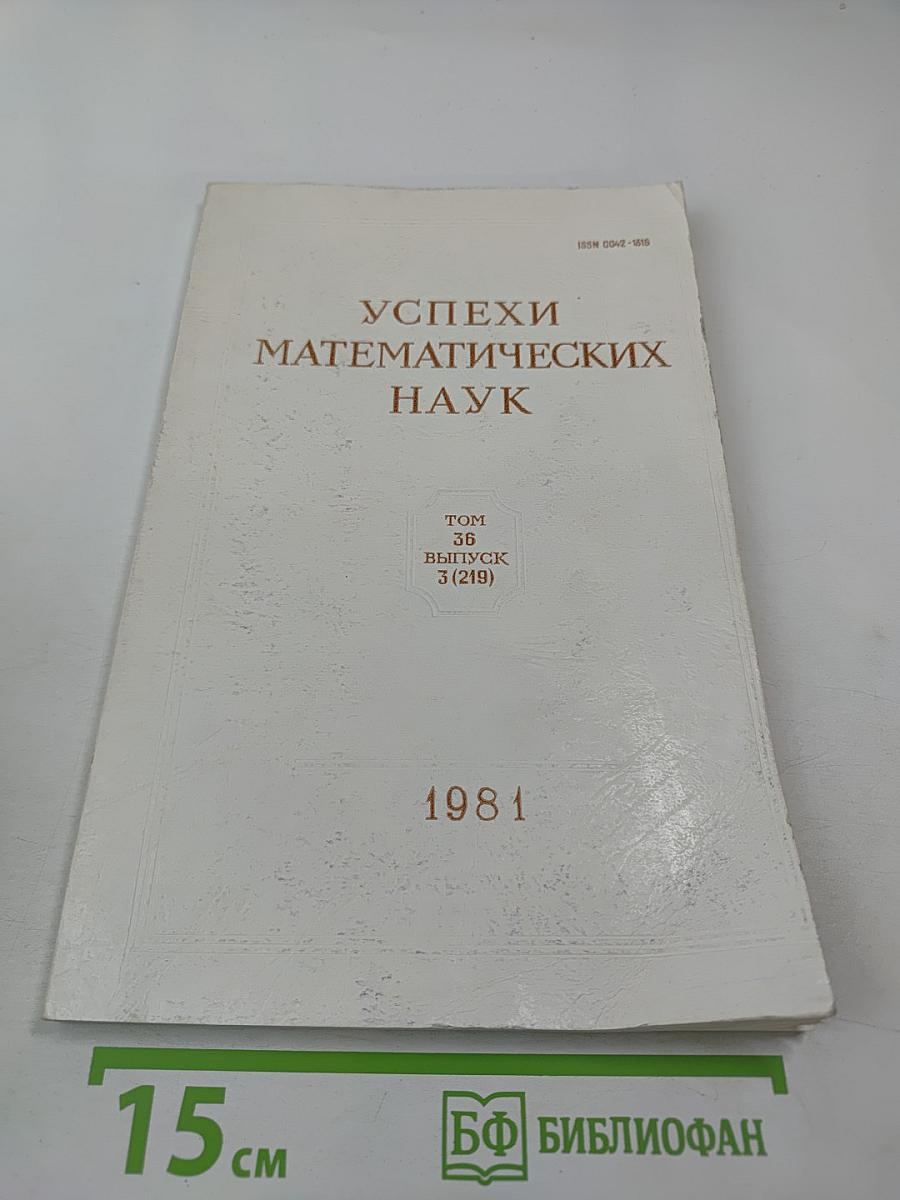 ISSN 0042-1316
УСПЕХИ
МАТЕМАТИЧЕСКИХ
НАУК
ТОМ
36
ВЫПУСК
3 (219)
1981
15 см
БФ БИБЛИОФАН